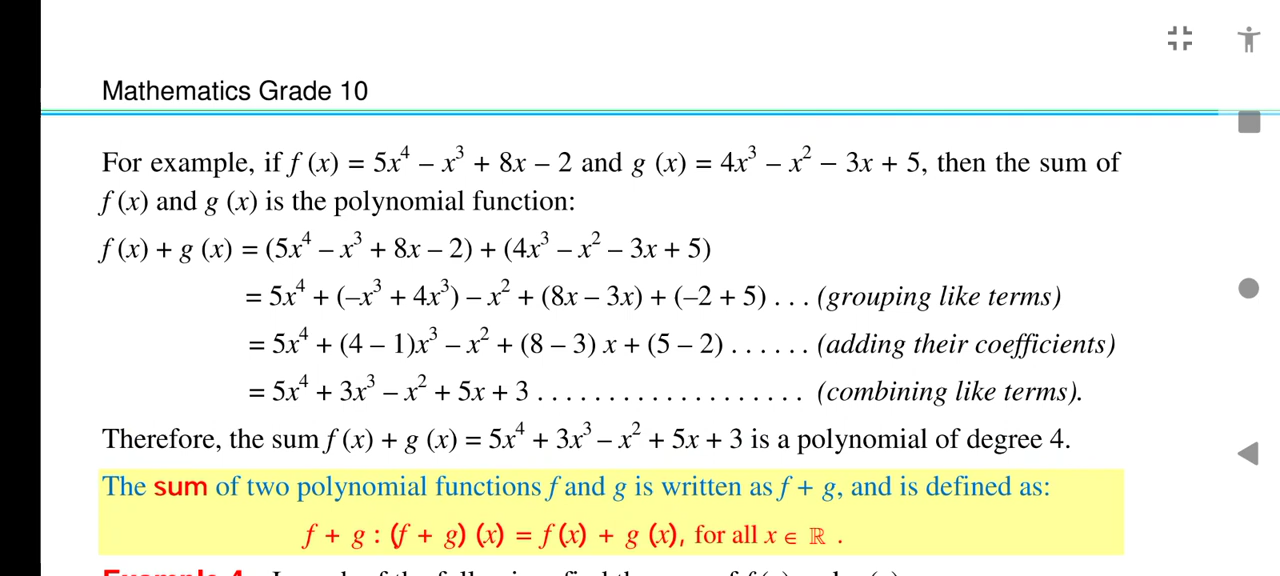 Mathematics Grade 10
For example, if f (x) = 5x⁴ – x³ + 8x – 2 and g (x) = 4x³ – x² – 3x + 5, then the sum of
f (x) and g (x) is the polynomial function:
f (x) + g (x) = (5x⁴ – x³ + 8x – 2) + (4x³ – x² – 3x + 5)
= 5x⁴ + (–x³ + 4x³) – x² + (8x – 3x) + (–2 + 5) . . . (grouping like terms)
= 5x⁴ + (4 – 1)x³ – x² + (8 – 3) x + (5 – 2) . . . . . . (adding their coefficients)
= 5x⁴ + 3x³ – x² + 5x + 3 . . . . . . . . . . . . . . . . . . . (combining like terms).
Therefore, the sum f (x) + g (x) = 5x⁴ + 3x³ – x² + 5x + 3 is a polynomial of degree 4.
The sum of two polynomial functions f and g is written as f + g, and is defined as:
f + g : (f + g) (x) = f (x) + g (x), for all x ∈ ℝ .